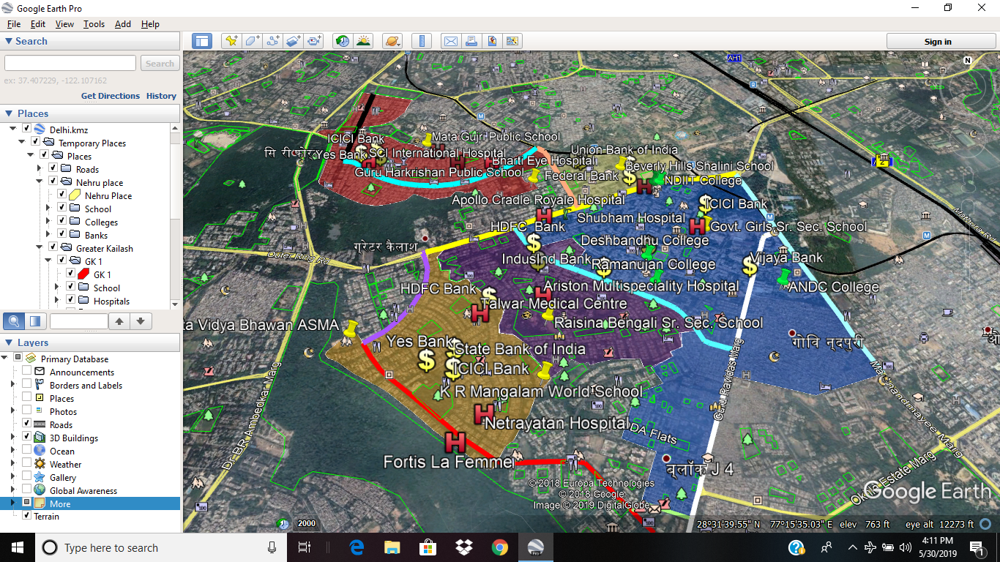 Google Earth Pro
File Edit View Tools Add Help
Search
Search
ex: 37.407229, -122.107162
Get Directions History
Places
Delhi.kmz
Temporary Places
Places
Roads
Nehru place
Nehru Place
School
Colleges
Banks
Greater Kailash
GK 1
GK 1
School
Hospitals
Layers
Primary Database
Announcements
Borders and Labels
Places
Photos
Roads
3D Buildings
Ocean
Weather
Gallery
Global Awareness
More
Terrain
Sign in
N
AH1
2
ICICI Bank
Mata Gujri Public School
Yes Bank
SCI International Hospital
Bharti Eye Hospital
Guru Harkrishan Public School
Union Bank of India
Beverly Hills Shalini School
Federal Bank
NDIIT College
Apollo Cradle Royale Hospital
ICICI Bank
Shubham Hospital
HDFC Bank
Govt. Girls Sr. Sec. School
Mathura Rd
Deshbandhu College
ग्रेटर कैलाश
Outer Ring Rd
IndusInd Bank
Ramanujan College
Vijaya Bank
HDFC Bank
Ariston Multispeciality Hospital
ANDC College
Talwar Medical Centre
ta Vidya Bhawan ASMA
Raisina Bengali Sr. Sec. School
Yes Bank
State Bank of India
Guru Ravidas Marg
ICICI Bank
K R Mangalam World School
Ma Anandmayee Marg
Dr BR Ambedkar Marg
Netrayatan Hospital
DA Flats
Fortis La Femme
ब्लॉक J 4
Okhla Estate Marg
© 2018 Europa Technologies
© 2018 Google
Image © 2019 DigitalGlobe
Google Earth
2000
28°31'39.55" N 77°15'35.03" E elev 763 ft eye alt 12273 ft
Type here to search
Pro
4:11 PM
5/30/2019
1